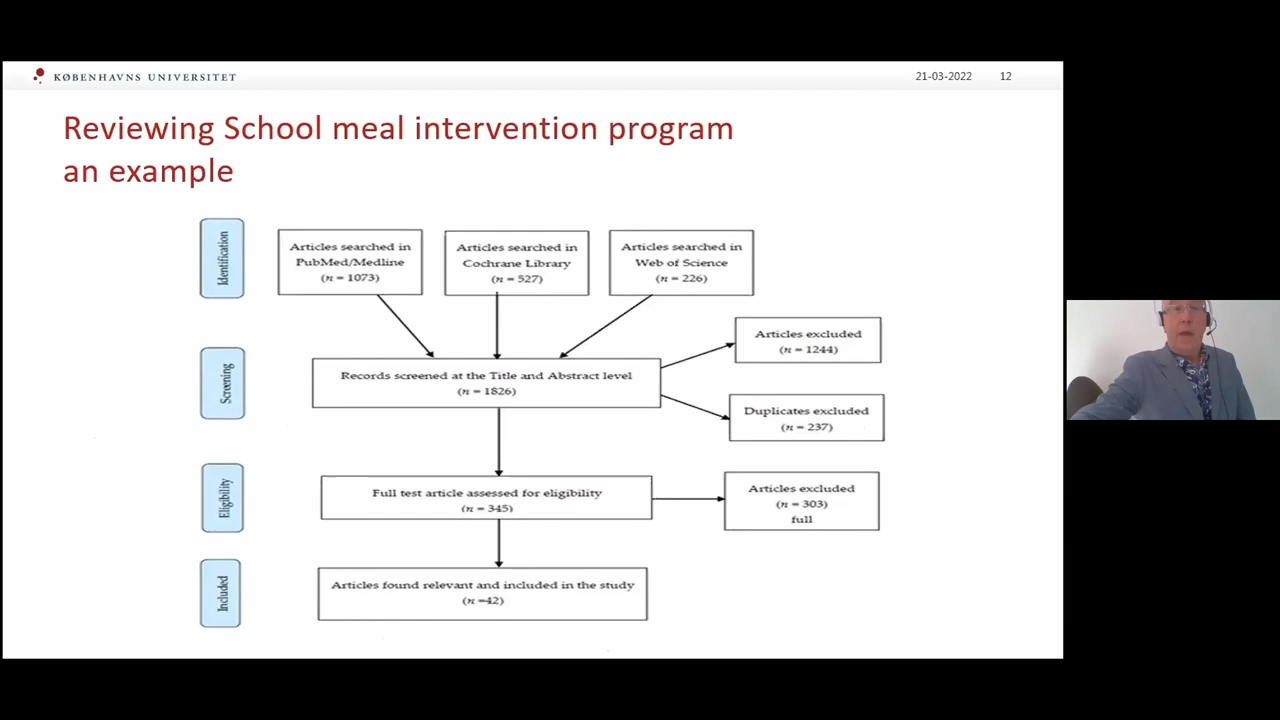 KØBENHAVNS UNIVERSITET
21-03-2022
12
Reviewing School meal intervention program
an example
Identification
Articles searched in
PubMed/Medline
(n = 1073)
Articles searched in
Cochrane Library
(n = 527)
Articles searched in
Web of Science
(n = 226)
Screening
Records screened at the Title and Abstract level
(n = 1826)
Articles excluded
(n = 1244)
Duplicates excluded
(n = 237)
Eligibility
Full test article assessed for eligibility
(n = 345)
Articles excluded
(n = 303)
full
Included
Articles found relevant and included in the study
(n =42)